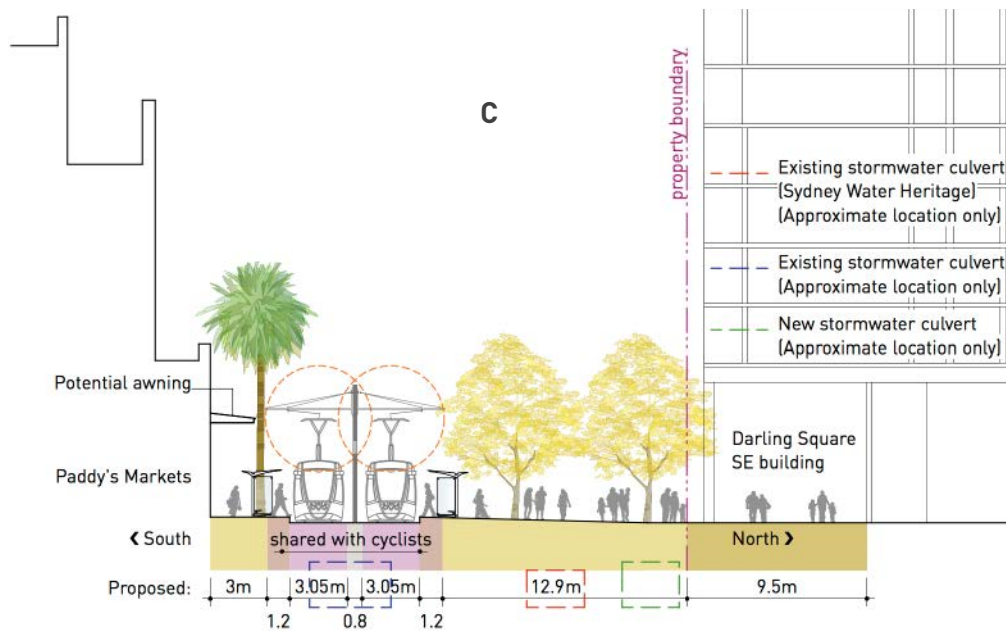 C
property boundary
Existing stormwater culvert
(Sydney Water Heritage)
(Approximate location only)
Existing stormwater culvert
(Approximate location only)
New stormwater culvert
(Approximate location only)
Potential awning
Paddy's Markets
Darling Square
SE building
‹ South
shared with cyclists
North ›
Proposed:
3m
3.05m
3.05m
12.9m
9.5m
1.2
0.8
1.2